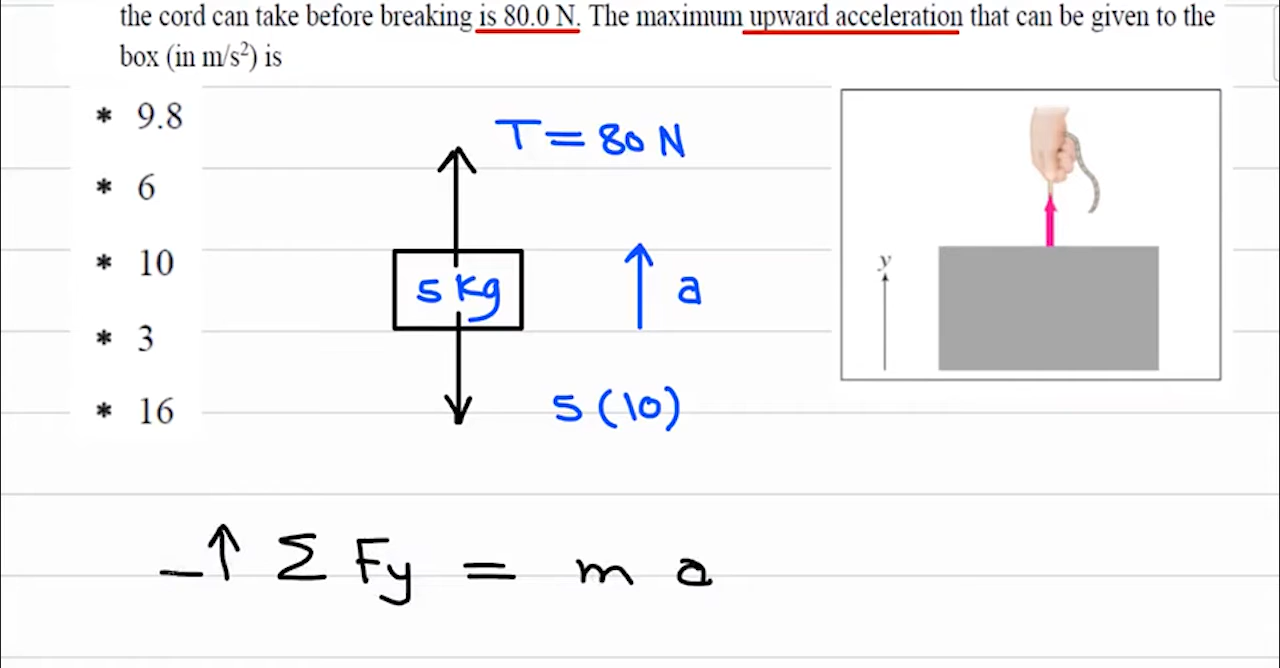 the cord can take before breaking is 80.0 N. The maximum upward acceleration that can be given to the
box (in m/s²) is
* 9.8
* 6
* 10
* 3
* 16
T = 80 N
5 kg
a
5 (10)
y
Σ Fy = m a